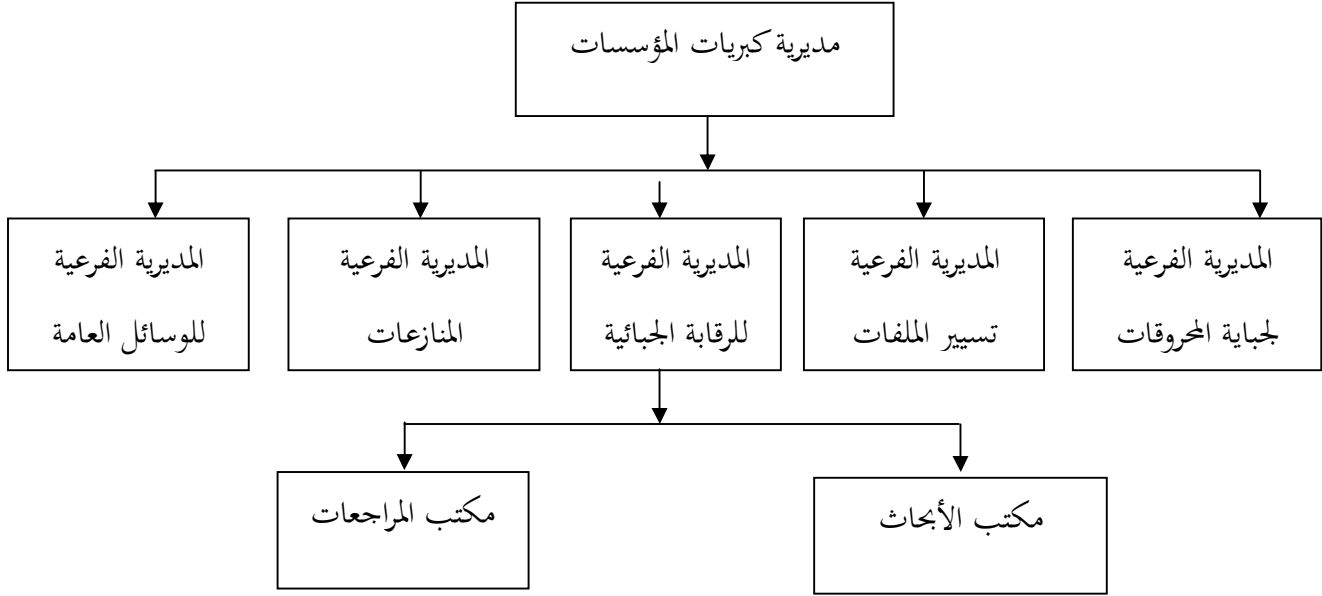 مديرية كبريات المؤسسات
المديرية الفرعية
لجباية المحروقات
المديرية الفرعية
تسيير الملفات
المديرية الفرعية
للرقابة الجبائية
المديرية الفرعية
المنازعات
المديرية الفرعية
للوسائل العامة
مكتب الأبحاث
مكتب المراجعات